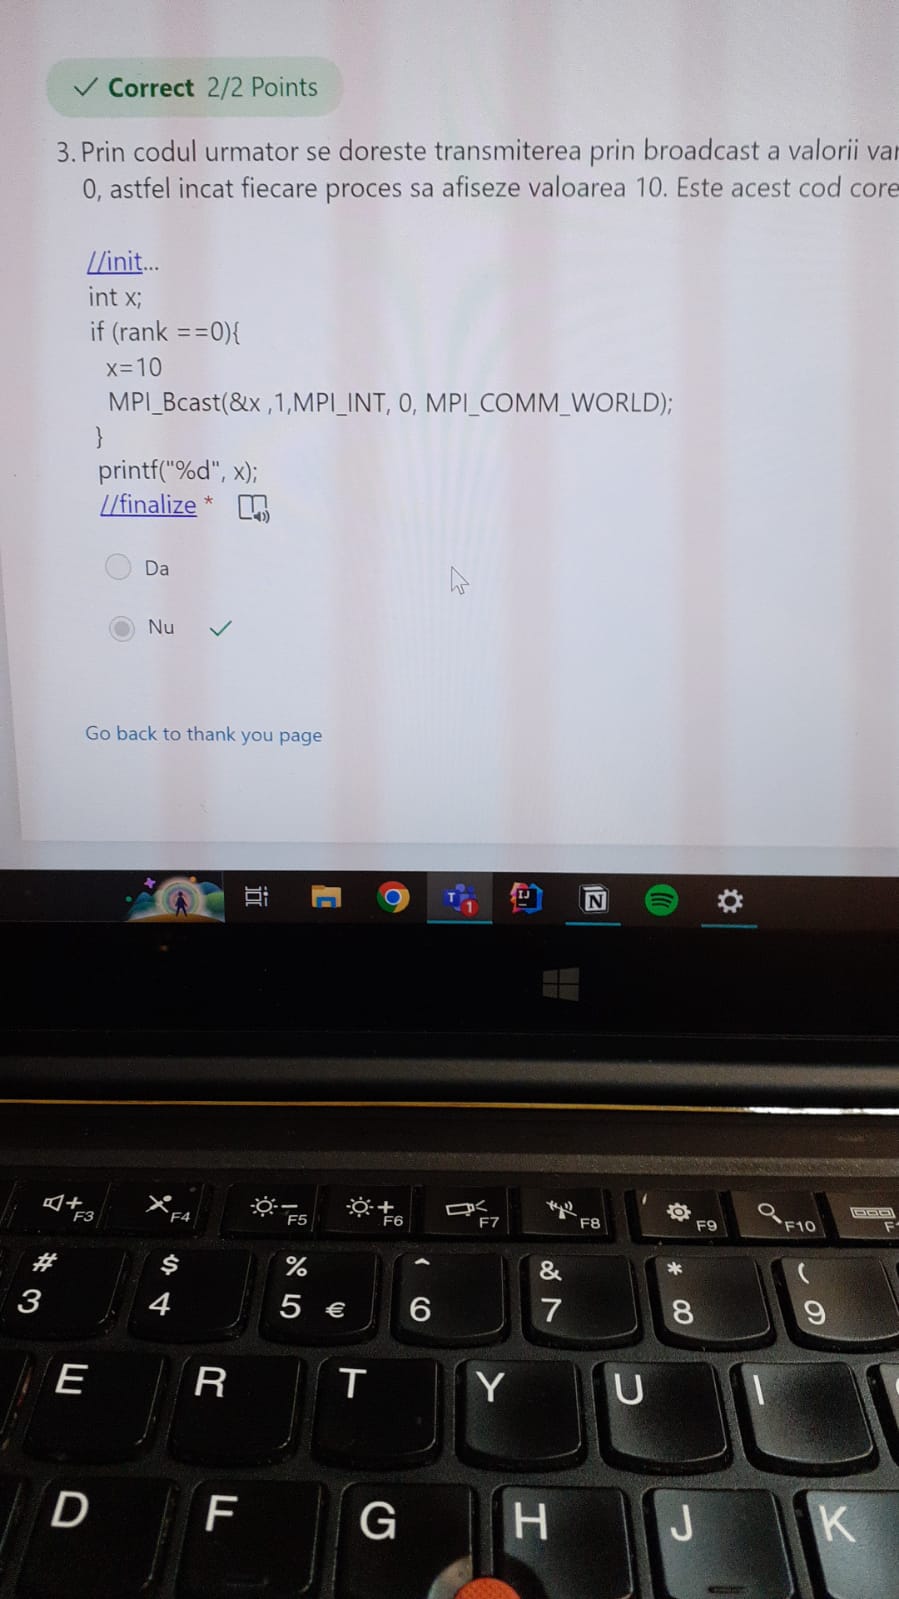 Correct 2/2 Points
3. Prin codul urmator se doreste transmiterea prin broadcast a valorii
0, astfel incat fiecare proces sa afiseze valoarea 10. Este acest cod
//init...
int x;
if (rank ==0){
x=10
MPI_Bcast(&x ,1,MPI_INT, 0, MPI_COMM_WORLD);
}
printf("%d", x);
//finalize *
Da
Nu
Go back to thank you page
T 1 IJ N
F3 F4 F5 F6 F7 F8 F9 F10
# $ % ^ & * (
3 4 5 € 6 7 8 9
E R T Y U I
D F G H J K